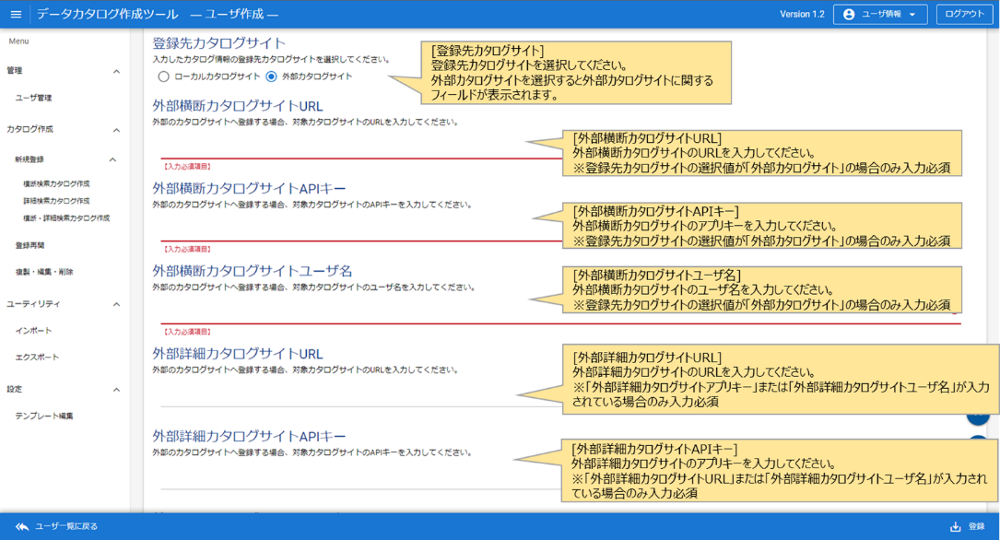 データカタログ作成ツール ― ユーザ作成 ―
Version 1.2
ユーザ情報
ログアウト
Menu
管理
ユーザ管理
カタログ作成
新規登録
横断検索カタログ作成
詳細検索カタログ作成
横断・詳細検索カタログ作成
登録再開
複製・編集・削除
ユーティリティ
インポート
エクスポート
設定
テンプレート編集
登録先カタログサイト
入力したカタログ情報の登録先カタログサイトを選択してください。
ローカルカタログサイト
外部カタログサイト
[登録先カタログサイト]
登録先カタログサイトを選択してください。
外部カタログサイトを選択すると外部カタログサイトに関する
フィールドが表示されます。
外部横断カタログサイトURL
外部のカタログサイトへ登録する場合、対象カタログサイトのURLを入力してください。
【入力必須項目】
[外部横断カタログサイトURL]
外部横断カタログサイトのURLを入力してください。
※登録先カタログサイトの選択値が「外部カタログサイト」の場合のみ入力必須
外部横断カタログサイトAPIキー
外部のカタログサイトへ登録する場合、対象カタログサイトのAPIキーを入力してください。
【入力必須項目】
[外部横断カタログサイトAPIキー]
外部横断カタログサイトのアプリキーを入力してください。
※登録先カタログサイトの選択値が「外部カタログサイト」の場合のみ入力必須
外部横断カタログサイトユーザ名
外部のカタログサイトへ登録する場合、対象カタログサイトのユーザ名を入力してください。
【入力必須項目】
[外部横断カタログサイトユーザ名]
外部横断カタログサイトのユーザ名を入力してください。
※登録先カタログサイトの選択値が「外部カタログサイト」の場合のみ入力必須
外部詳細カタログサイトURL
外部のカタログサイトへ登録する場合、対象カタログサイトのURLを入力してください。
[外部詳細カタログサイトURL]
外部詳細カタログサイトのURLを入力してください。
※「外部詳細カタログサイトアプリキー」または「外部詳細カタログサイトユーザ名」が入力
されている場合のみ入力必須
外部詳細カタログサイトAPIキー
外部のカタログサイトへ登録する場合、対象カタログサイトのAPIキーを入力してください。
[外部詳細カタログサイトAPIキー]
外部詳細カタログサイトのアプリキーを入力してください。
※「外部詳細カタログサイトURL」または「外部詳細カタログサイトユーザ名」が入力され
ている場合のみ入力必須
ユーザ一覧に戻る
登録